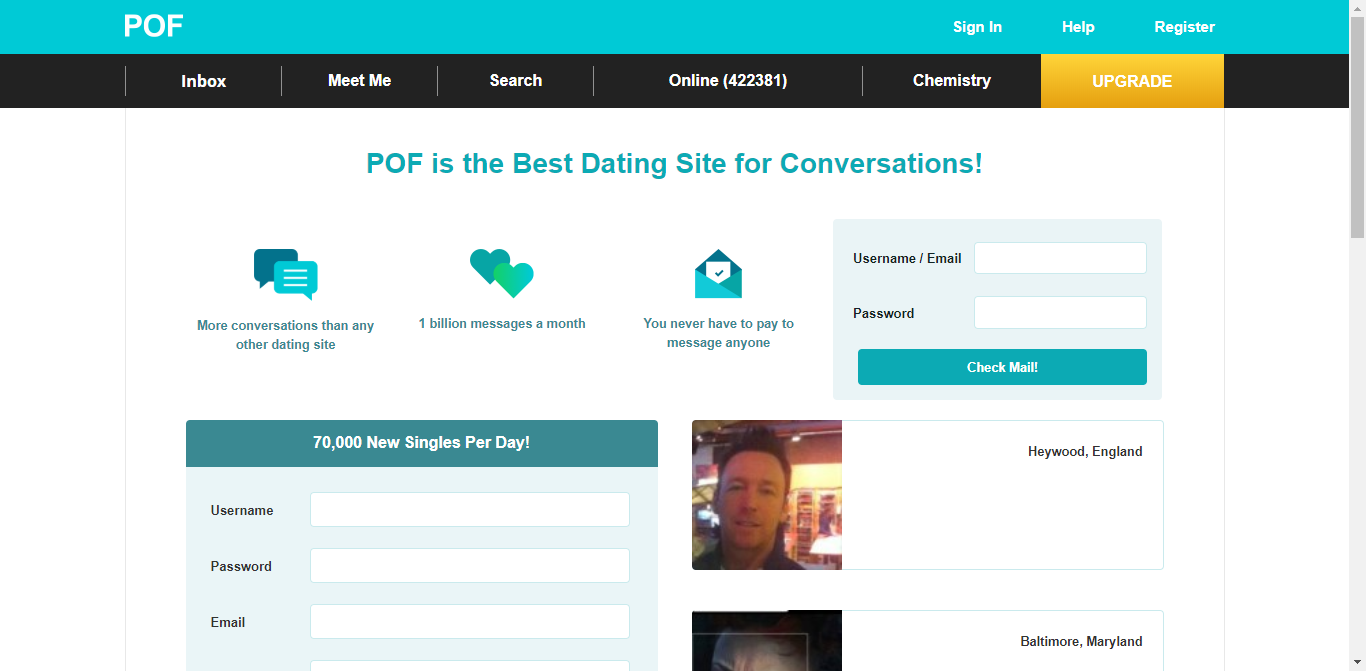 POF
Sign In
Help
Register
Inbox
Meet Me
Search
Online (422381)
Chemistry
UPGRADE
POF is the Best Dating Site for Conversations!
More conversations than any
other dating site
1 billion messages a month
You never have to pay to
message anyone
Username / Email
Password
Check Mail!
70,000 New Singles Per Day!
Username
Password
Email
Heywood, England
Baltimore, Maryland